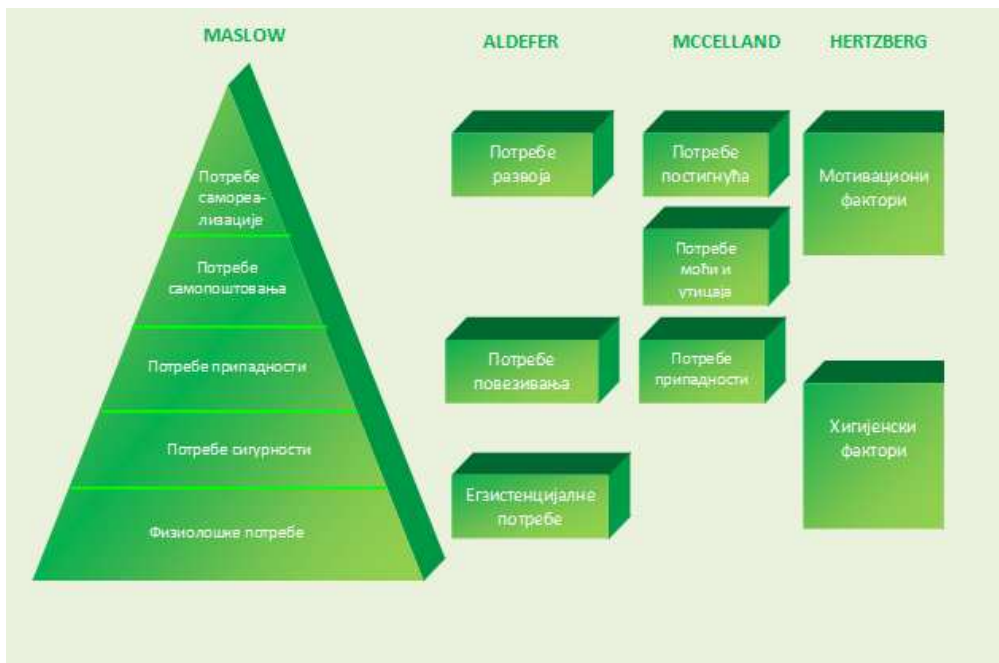 MASLOW
ALDEFER
MCCELLAND
HERTZBERG
Потребе
самореа-
лизације
Потребе
самопоштовања
Потребе припадности
Потребе сигурности
Физиолошке потребе
Потребе
развоја
Потребе
повезивања
Егзистенцијалне
потребе
Потребе
постигнућа
Потребе
моћи и
утицаја
Потребе
припадности
Мотивациони
фактори
Хигијенски
фактори